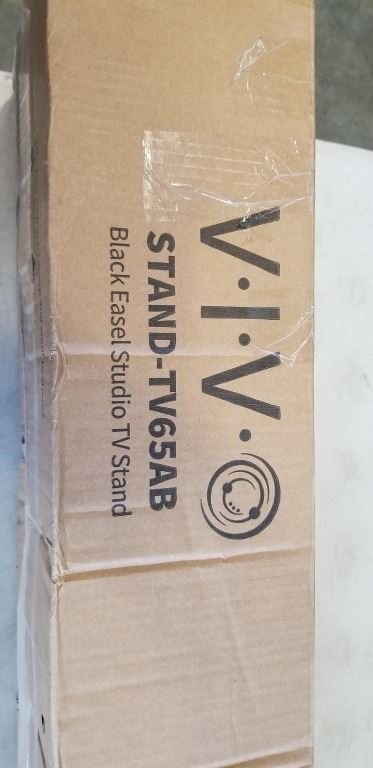 V·I·V·O
STAND-TV65AB
Black Easel Studio TV Stand